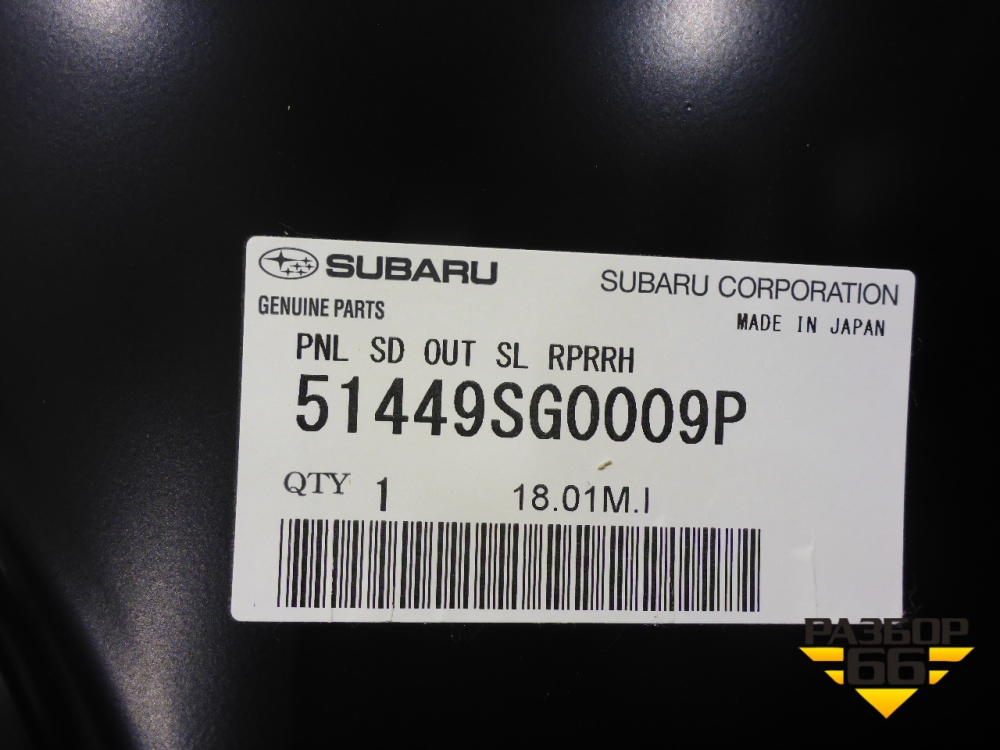 SUBARU
SUBARU CORPORATION
GENUINE PARTS
MADE IN JAPAN
PNL SD OUT SL RPRRH
51449SG0009P
QTY 1 18.01M.I
РАЗБОР
66